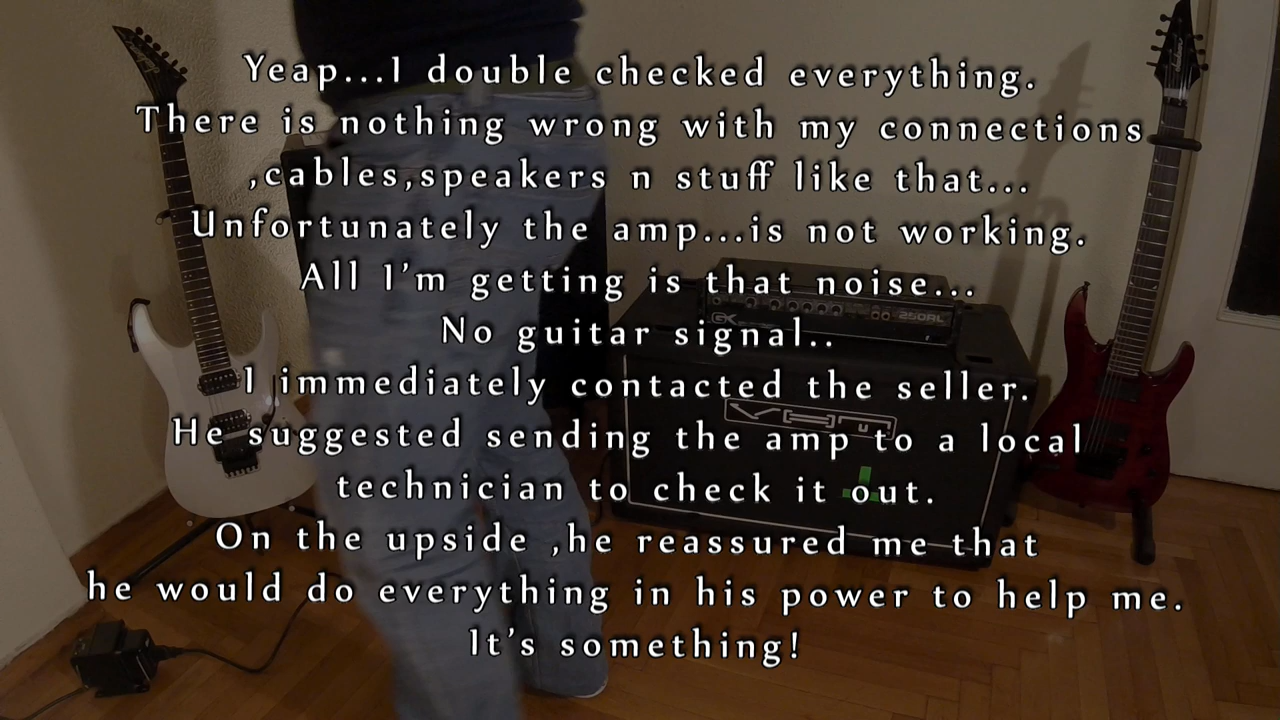 Yeap...I double checked everything.
There is nothing wrong with my connections
,cables,speakers n stuff like that...
Unfortunately the amp...is not working.
All I'm getting is that noise...
No guitar signal..
I immediately contacted the seller.
He suggested sending the amp to a local
technician to check it out.
On the upside ,he reassured me that
he would do everything in his power to help me.
It's something!
GK
250RL
VHT